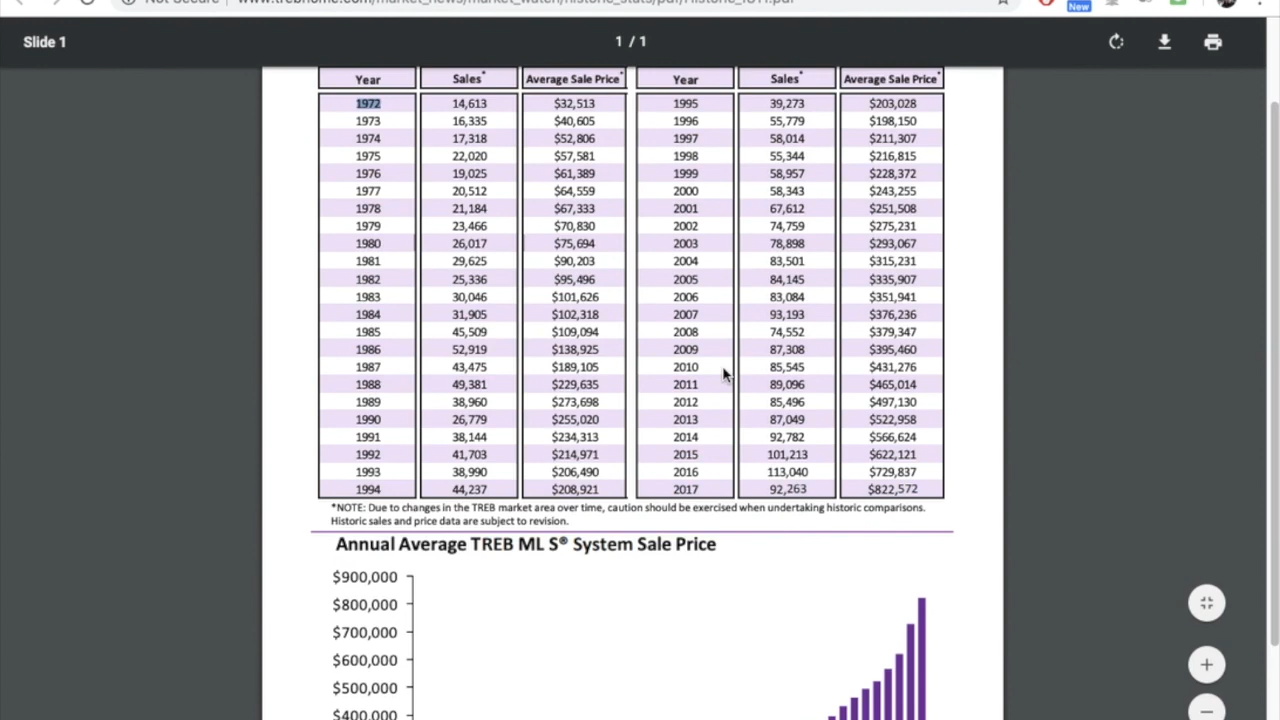 Slide 1 1 / 1
New
Year Sales* Average Sale Price* Year Sales* Average Sale Price*
1972 14,613 $32,513 1995 39,273 $203,028
1973 16,335 $40,605 1996 55,779 $198,150
1974 17,318 $52,806 1997 58,014 $211,307
1975 22,020 $57,581 1998 55,344 $216,815
1976 19,025 $61,389 1999 58,957 $228,372
1977 20,512 $64,559 2000 58,343 $243,255
1978 21,184 $67,333 2001 67,612 $251,508
1979 23,466 $70,830 2002 74,759 $275,231
1980 26,017 $75,694 2003 78,898 $293,067
1981 29,625 $90,203 2004 83,501 $315,231
1982 25,336 $95,496 2005 84,145 $335,907
1983 30,046 $101,626 2006 83,084 $351,941
1984 31,905 $102,318 2007 93,193 $376,236
1985 45,509 $109,094 2008 74,552 $379,347
1986 52,919 $138,925 2009 87,308 $395,460
1987 43,475 $189,105 2010 85,545 $431,276
1988 49,381 $229,635 2011 89,096 $465,014
1989 38,960 $273,698 2012 85,496 $497,130
1990 26,779 $255,020 2013 87,049 $522,958
1991 38,144 $234,313 2014 92,782 $566,624
1992 41,703 $214,971 2015 101,213 $622,121
1993 38,990 $206,490 2016 113,040 $729,837
1994 44,237 $208,921 2017 92,263 $822,572
*NOTE: Due to changes in the TREB market area over time, caution should be exercised when undertaking historic comparisons.
Historic sales and price data are subject to revision.
Annual Average TREB ML S® System Sale Price
$900,000
$800,000
$700,000
$600,000
$500,000
$400,000